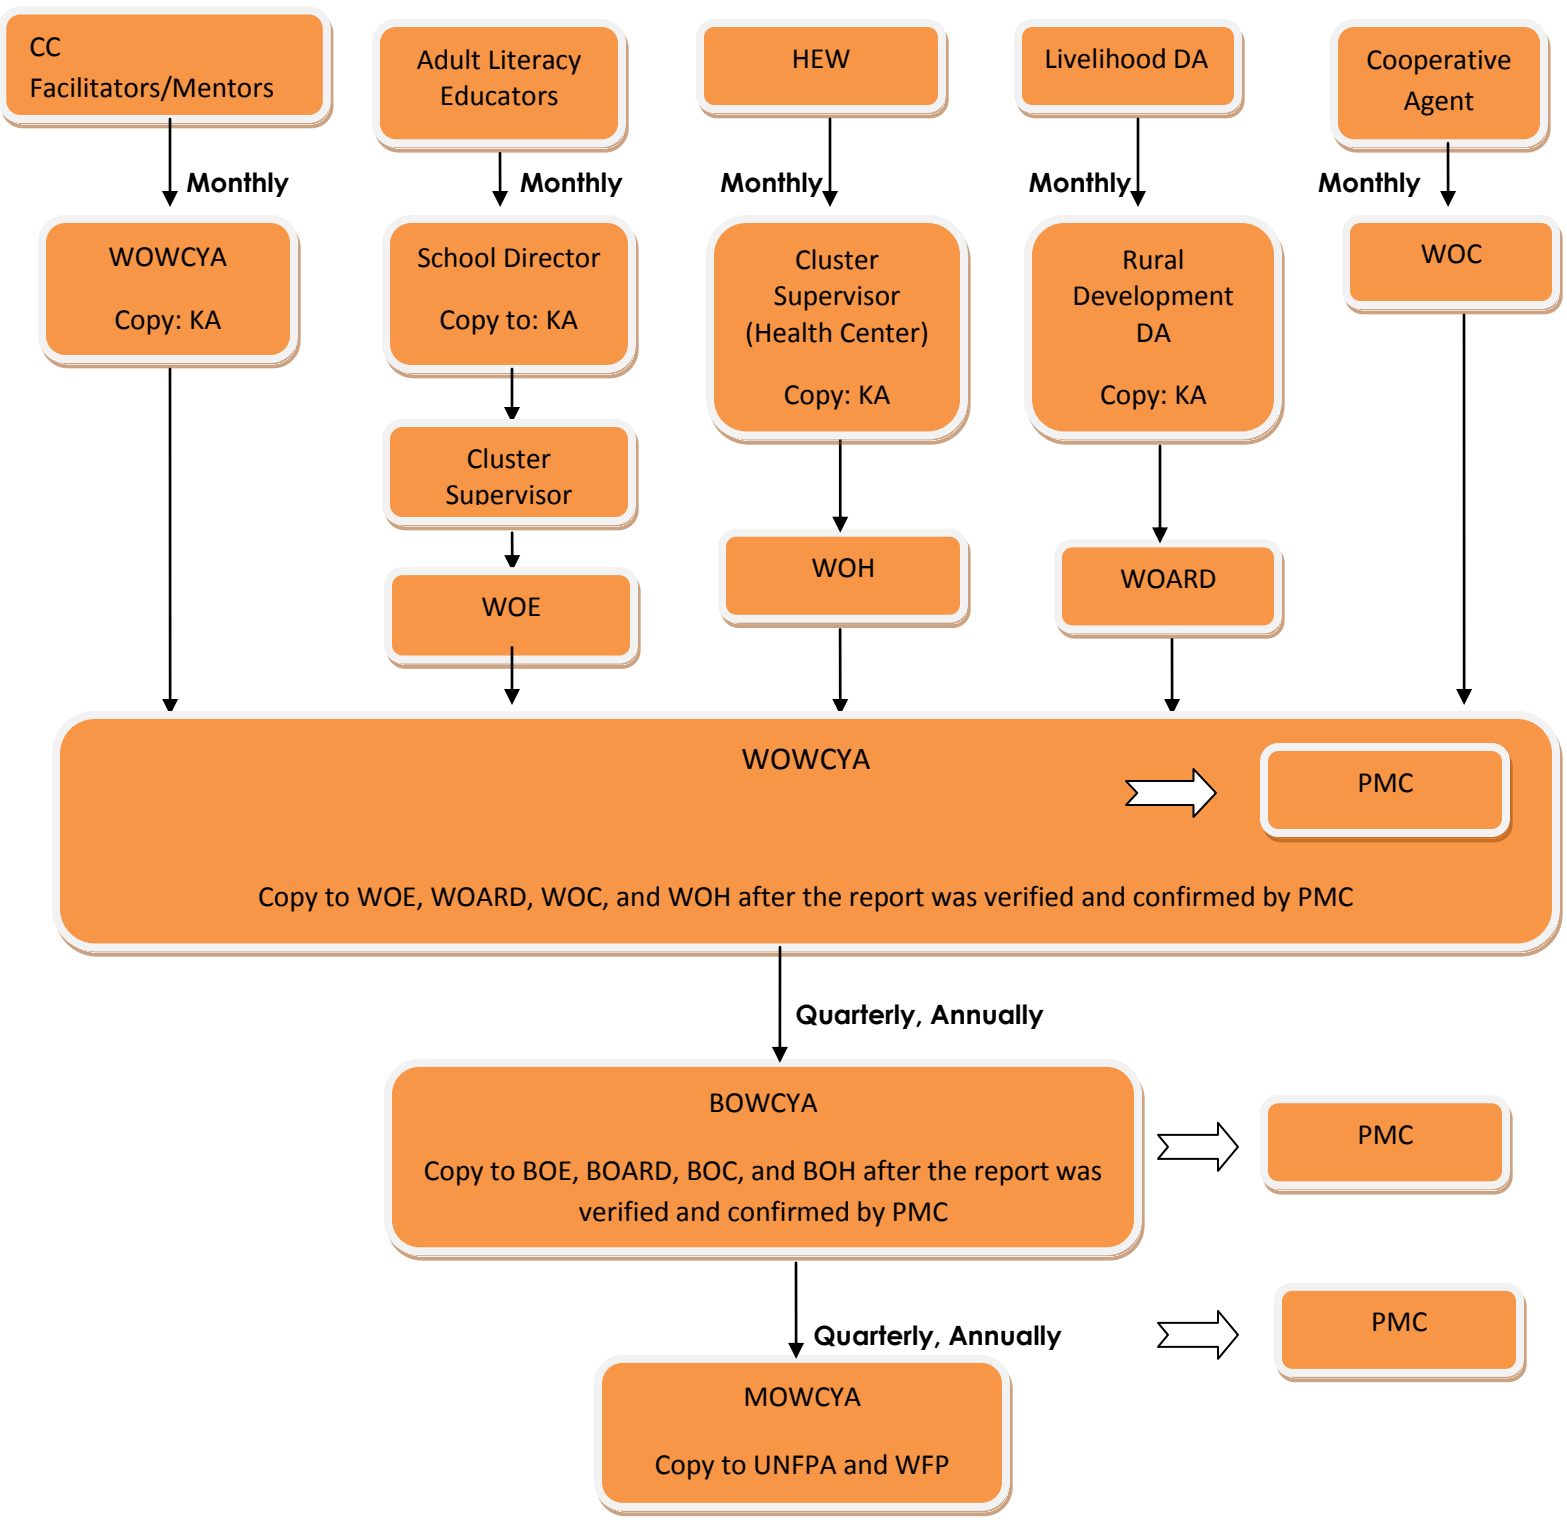 CC
Facilitators/Mentors
Adult Literacy
Educators
HEW
Livelihood DA
Cooperative
Agent
Monthly
Monthly
Monthly
Monthly
Monthly
WOWCYA
Copy: KA
School Director
Copy to: KA
Cluster
Supervisor
(Health Center)
Copy: KA
Rural
Development
DA
Copy: KA
WOC
Cluster
Supervisor
WOE
WOH
WOARD
WOWCYA
PMC
Copy to WOE, WOARD, WOC, and WOH after the report was verified and confirmed by PMC
Quarterly, Annually
BOWCYA
Copy to BOE, BOARD, BOC, and BOH after the report was
verified and confirmed by PMC
PMC
Quarterly, Annually
PMC
MOWCYA
Copy to UNFPA and WFP